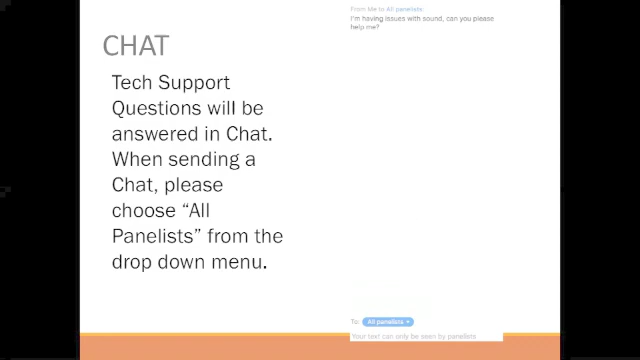 CHAT
Tech Support
Questions will be
answered in Chat.
When sending a
Chat, please
choose “All
Panelists” from the
drop down menu.
From Me to All panelists:
I'm having issues with sound, can you please
help me?
To: All panelists
Your text can only be seen by panelists